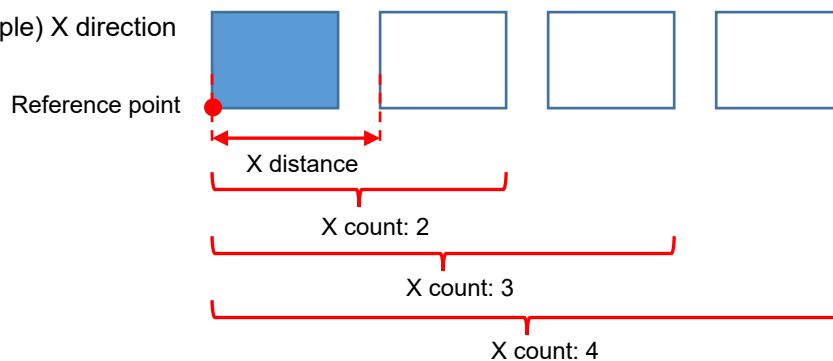 ple) X direction
Reference point
X distance
X count: 2
X count: 3
X count: 4